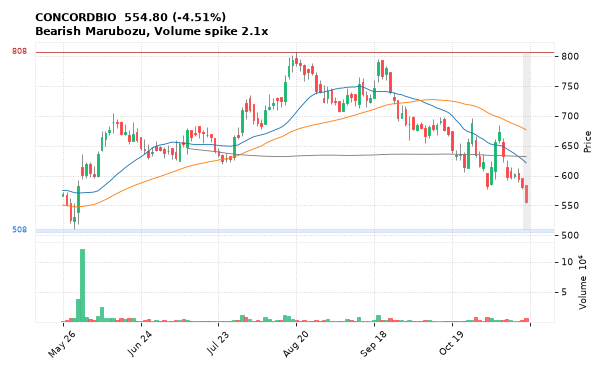 CONCORDBIO 554.80 (-4.51%)
Bearish Marubozu, Volume spike 2.1x
808
508
800
750
700
650
600
550
500
Price
10
5
Volume 10⁶
May 26
Jun 24
Jul 23
Aug 20
Sep 18
Oct 19